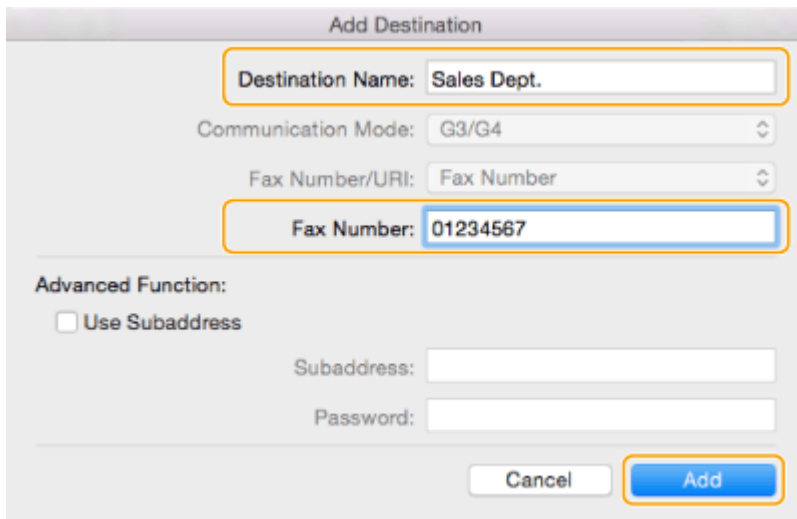 Add Destination
Destination Name: Sales Dept.
Communication Mode: G3/G4
Fax Number/URI: Fax Number
Fax Number: 01234567
Advanced Function:
Use Subaddress
Subaddress:
Password:
Cancel Add